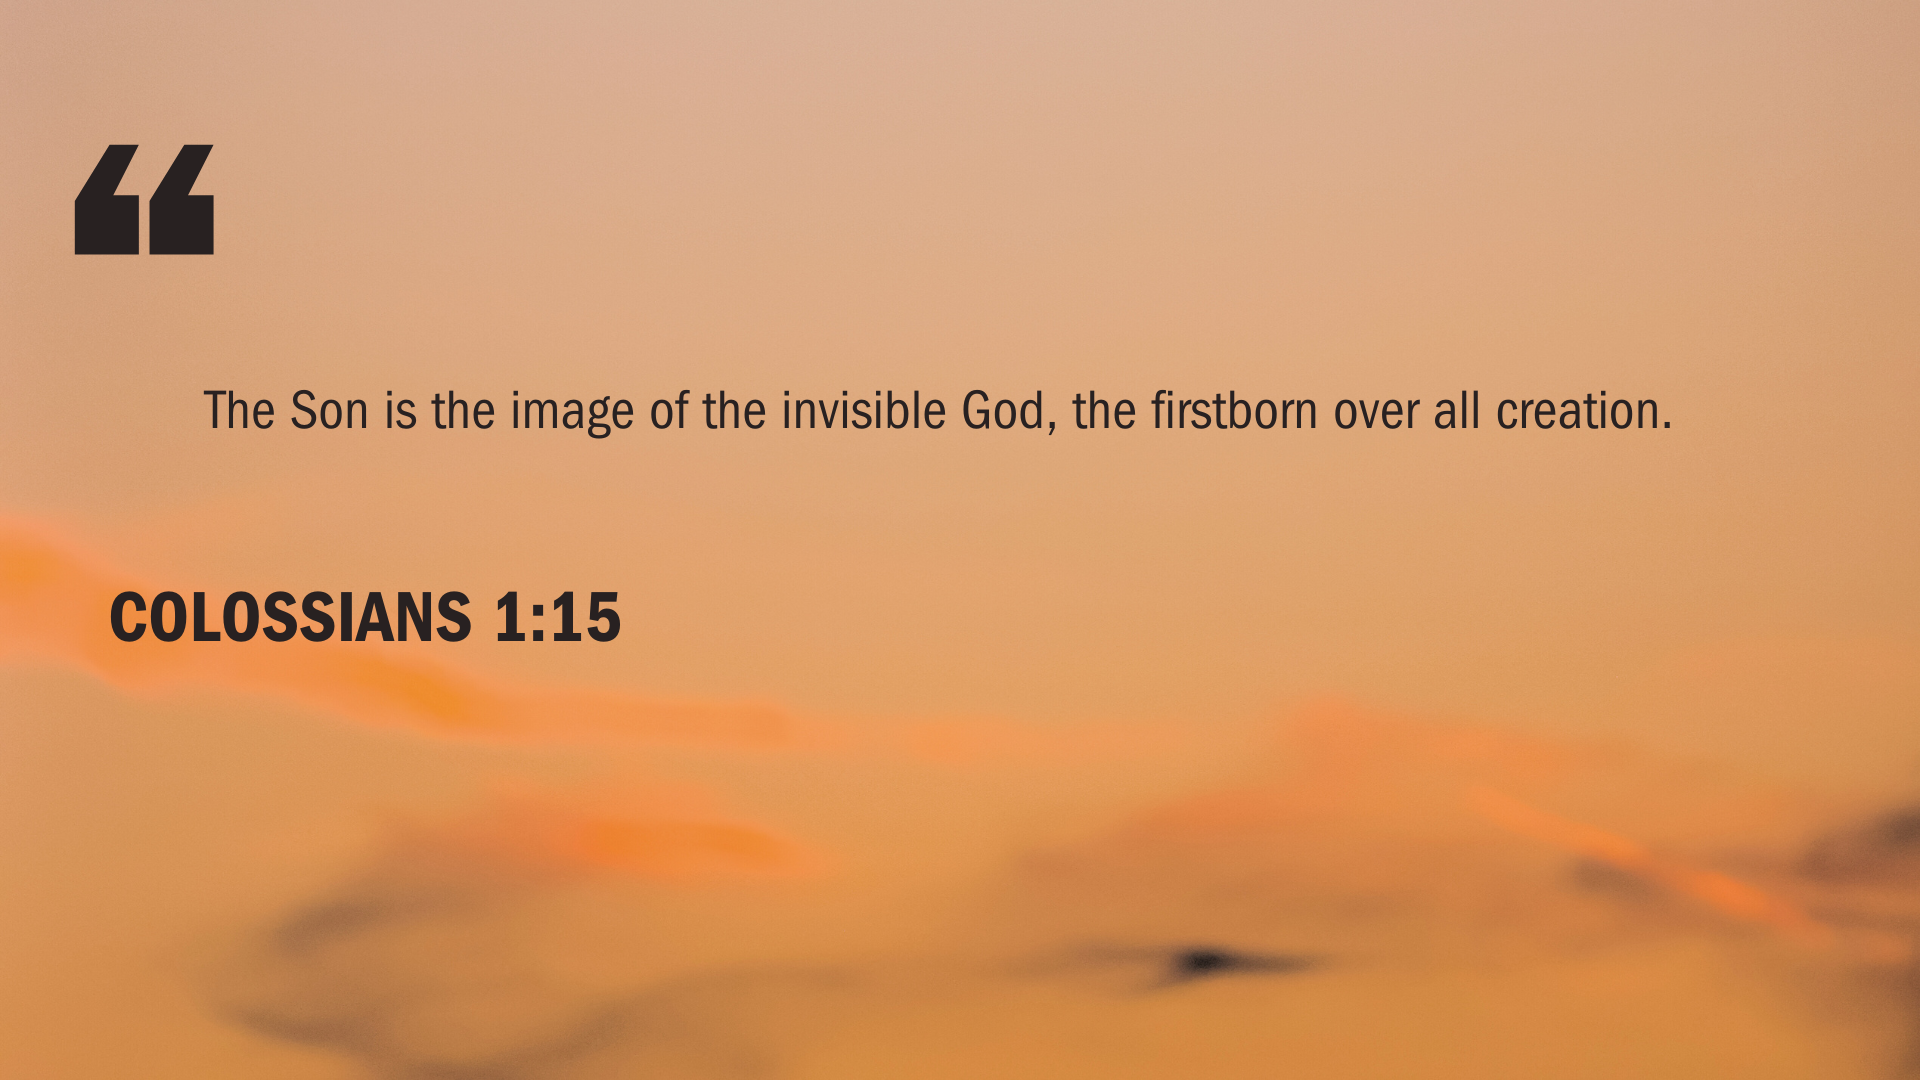 “
The Son is the image of the invisible God, the firstborn over all creation.
COLOSSIANS 1:15